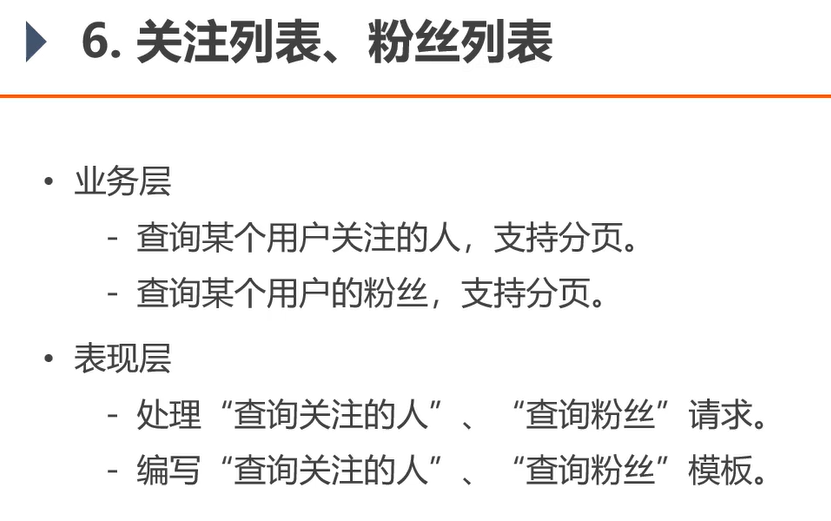 6. 关注列表、粉丝列表
• 业务层
- 查询某个用户关注的人，支持分页。
- 查询某个用户的粉丝，支持分页。
• 表现层
- 处理“查询关注的人”、“查询粉丝”请求。
- 编写“查询关注的人”、“查询粉丝”模板。